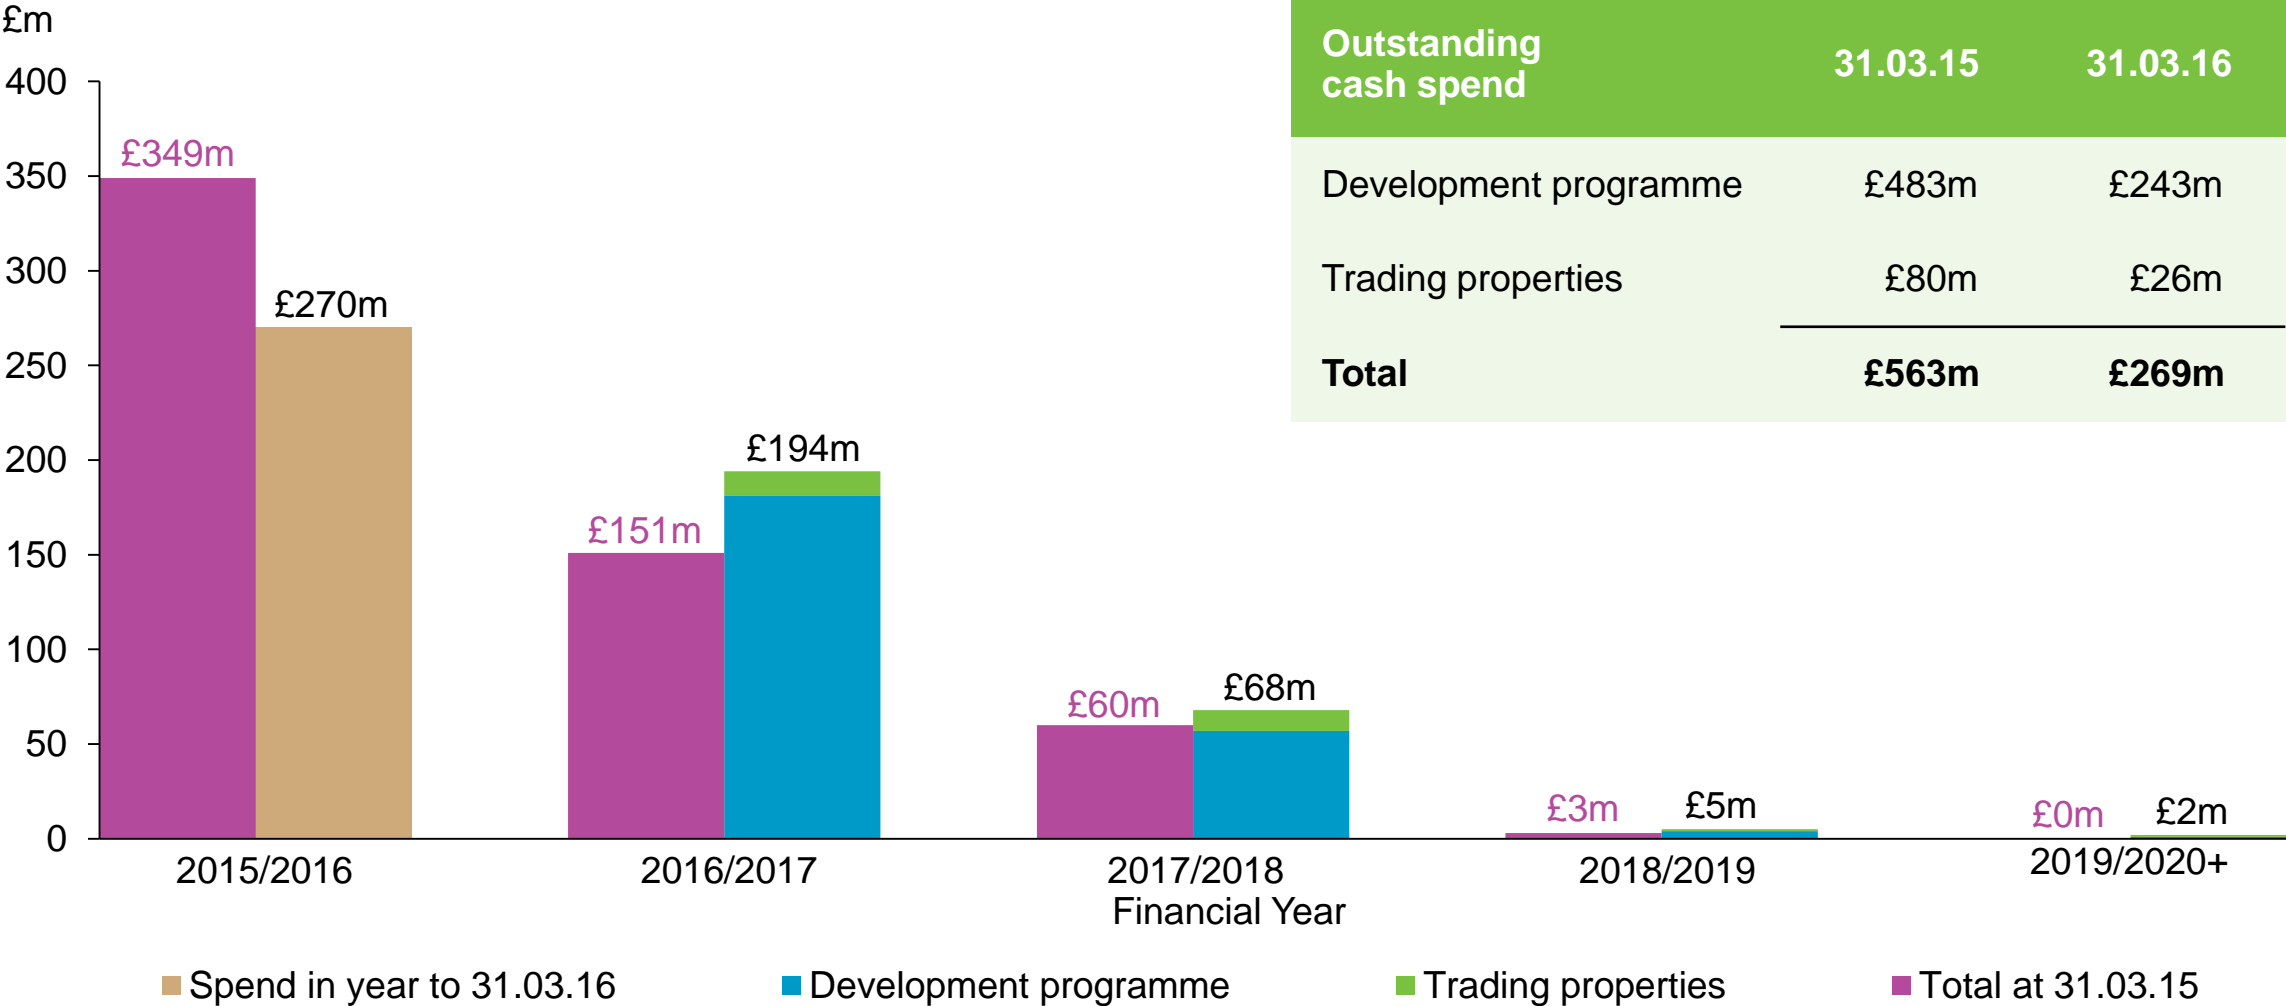 £m
Outstanding
cash spend
31.03.15 31.03.16
Development programme £483m £243m
Trading properties £80m £26m
Total £563m £269m
400
350
300
250
200
150
100
50
0
£349m
£270m
£151m
£194m
£60m
£68m
£3m
£5m
£0m
£2m
2015/2016 2016/2017 2017/2018 2018/2019 2019/2020+
Financial Year
Spend in year to 31.03.16 Development programme Trading properties Total at 31.03.15